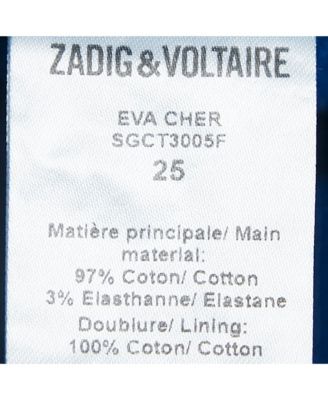 ZADIG & VOLTAIRE
EVA CHER
SGCT3005F
25
Matière principale/ Main
material:
97% Coton/ Cotton
3% Elasthanne/ Elastane
Doublure/ Lining:
100% Coton/ Cotton